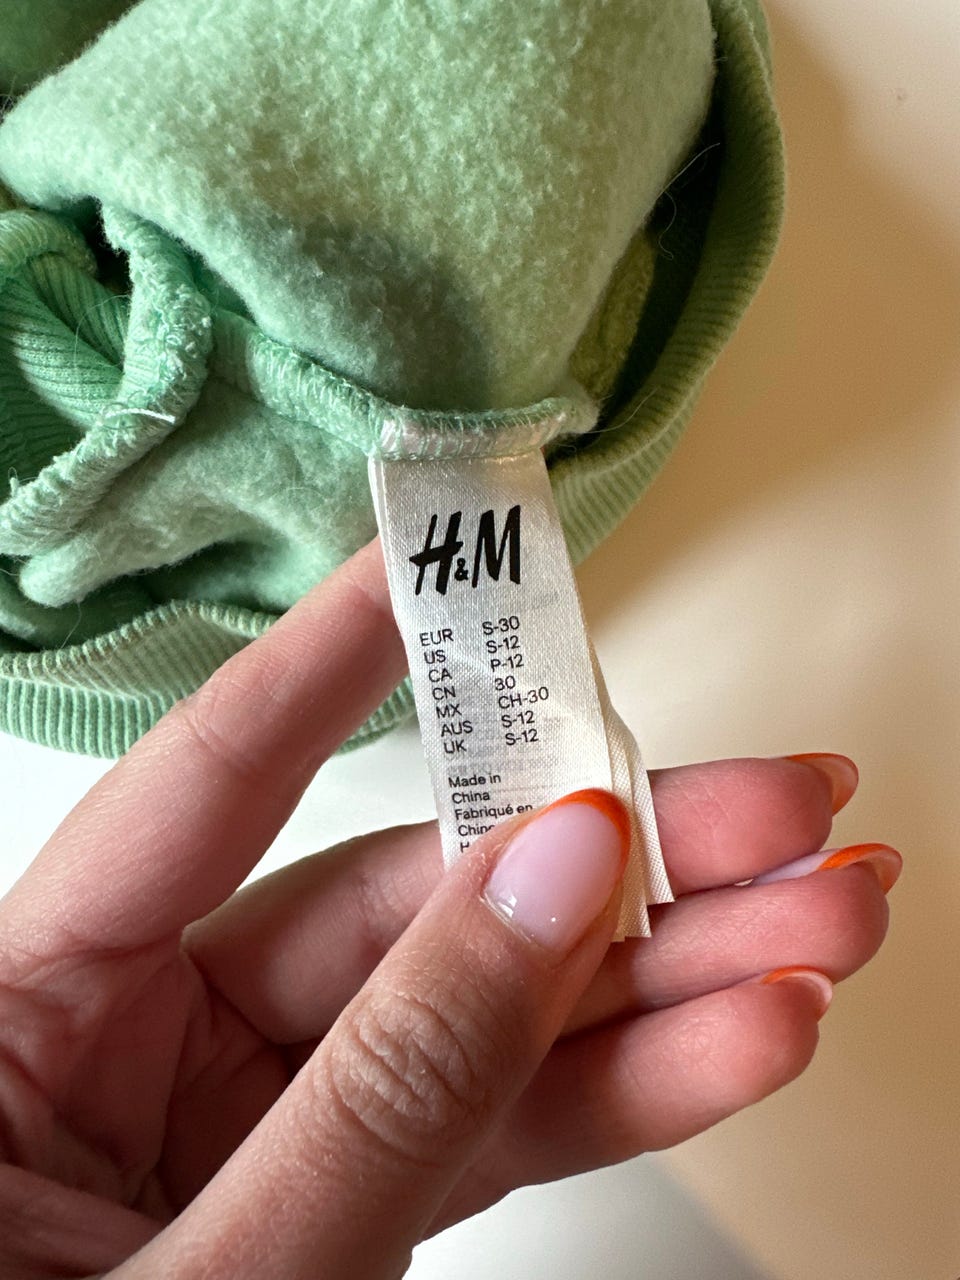 H&M
EUR S-30
US S-12
CA P-12
CN 30
MX CH-30
AUS S-12
UK S-12
Made in
China
Fabriqué en
Chine